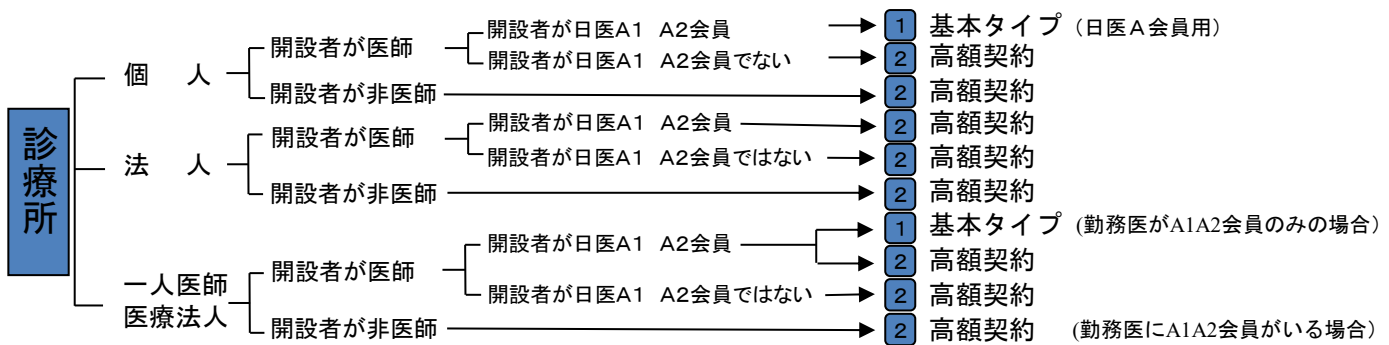 診療所
個　人
開設者が医師
開設者が日医A1　A2会員
1 基本タイプ（日医Ａ会員用）
開設者が日医A1　A2会員でない
2 高額契約
開設者が非医師
2 高額契約
法　人
開設者が医師
開設者が日医A1　A2会員
2 高額契約
開設者が日医A1　A2会員ではない
2 高額契約
開設者が非医師
2 高額契約
一人医師
医療法人
開設者が医師
開設者が日医A1　A2会員
1 基本タイプ (勤務医がA1A2会員のみの場合）
2 高額契約
開設者が日医A1　A2会員ではない
2 高額契約
開設者が非医師
2 高額契約 (勤務医にA1A2会員がいる場合）